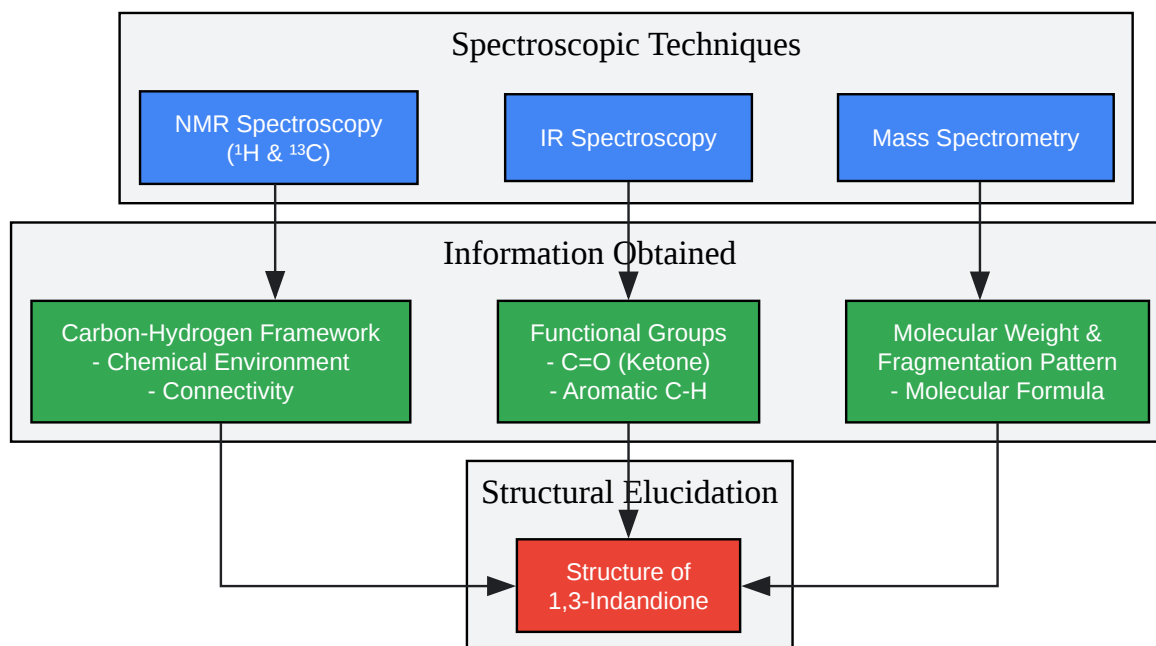 Spectroscopic Techniques
NMR Spectroscopy
(¹H & ¹³C)
IR Spectroscopy
Mass Spectrometry
Information Obtained
Carbon-Hydrogen Framework
- Chemical Environment
- Connectivity
Functional Groups
- C=O (Ketone)
- Aromatic C-H
Molecular Weight &
Fragmentation Pattern
- Molecular Formula
Structural Elucidation
Structure of
1,3-Indandione